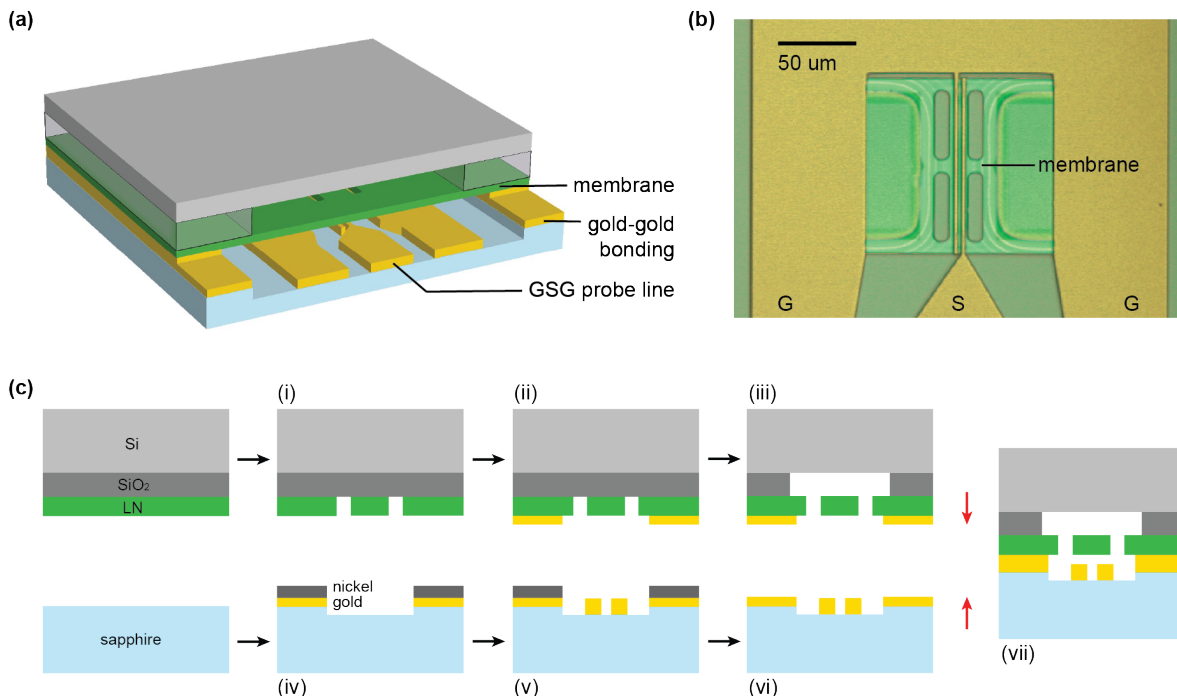 (a)
membrane
gold-gold
bonding
GSG probe line
(b)
50 um
membrane
G
S
G
(c)
(i)
(ii)
(iii)
Si
SiO₂
LN
nickel
gold
sapphire
(iv)
(v)
(vi)
(vii)